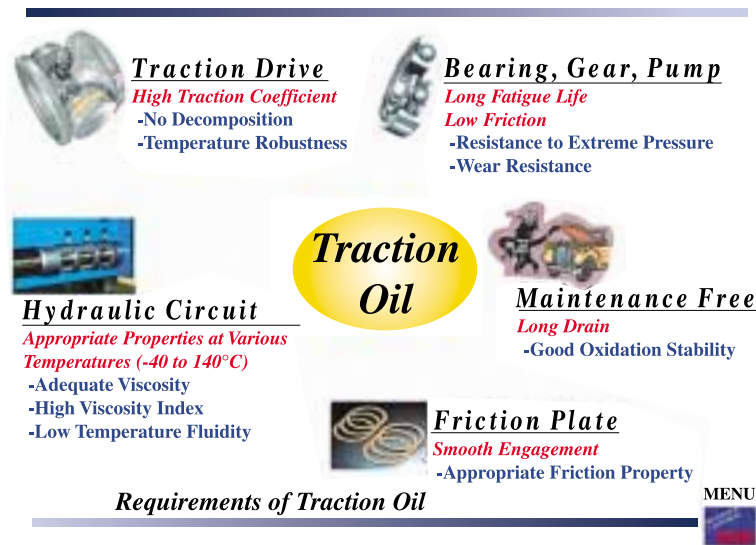 Traction Drive
High Traction Coefficient
-No Decomposition
-Temperature Robustness
Bearing, Gear, Pump
Long Fatigue Life
Low Friction
-Resistance to Extreme Pressure
-Wear Resistance
Traction
Oil
Hydraulic Circuit
Appropriate Properties at Various
Temperatures (-40 to 140°C)
-Adequate Viscosity
-High Viscosity Index
-Low Temperature Fluidity
Maintenance Free
Long Drain
-Good Oxidation Stability
Friction Plate
Smooth Engagement
-Appropriate Friction Property
Requirements of Traction Oil
MENU